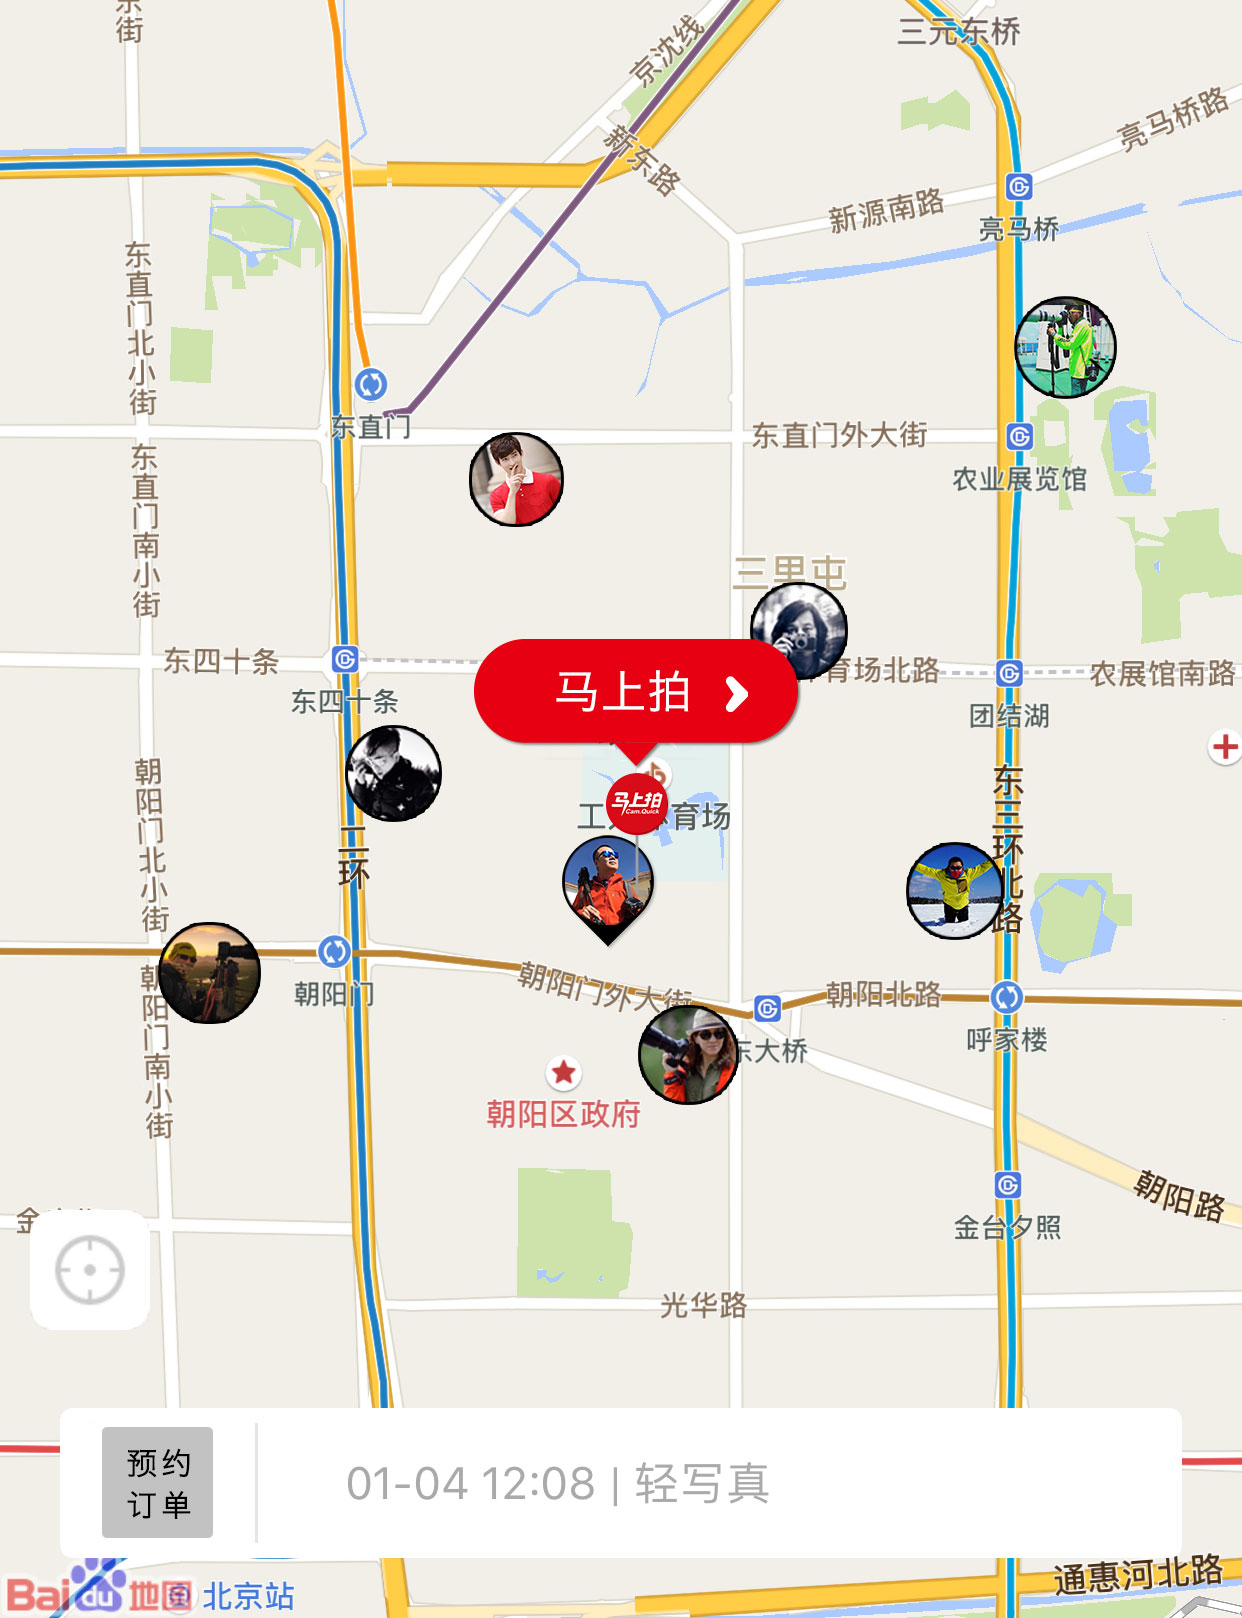 东
街
三元东桥
京沈线
新东路
亮马桥路
新源南路
亮马桥
东直门北小街
东直门
东直门外大街
农业展览馆
东直门南小街
三里屯
东四十条
东四十条
马上拍
育场北路
农展馆南路
团结湖
东三环北路
朝阳门北小街
二环
工
马上拍
Cam.Quick
育场
朝阳门
朝阳门南小街
朝阳门外大街
朝阳北路
东大桥
呼家楼
朝阳区政府
朝阳路
金
金台夕照
光华路
预约
订单
01-04 12:08 | 轻写真
通惠河北路
Bai du 地图
北京站